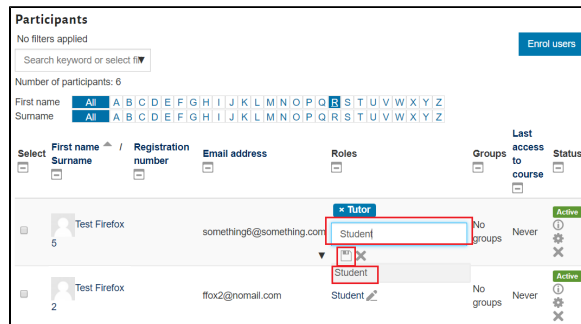 Participants
No filters applied
Enrol users
Search keyword or select fil
Number of participants: 6
First name All A B C D E F G H I J K L M N O P Q R S T U V W X Y Z
Surname All A B C D E F G H I J K L M N O P Q R S T U V W X Y Z
Select First name / Surname Registration number Email address Roles Groups Last access to course Status
× Tutor
Test Firefox 5 something6@something.com Student No groups Never Active
Student
Test Firefox 2 ffox2@nomail.com Student No groups Never Active